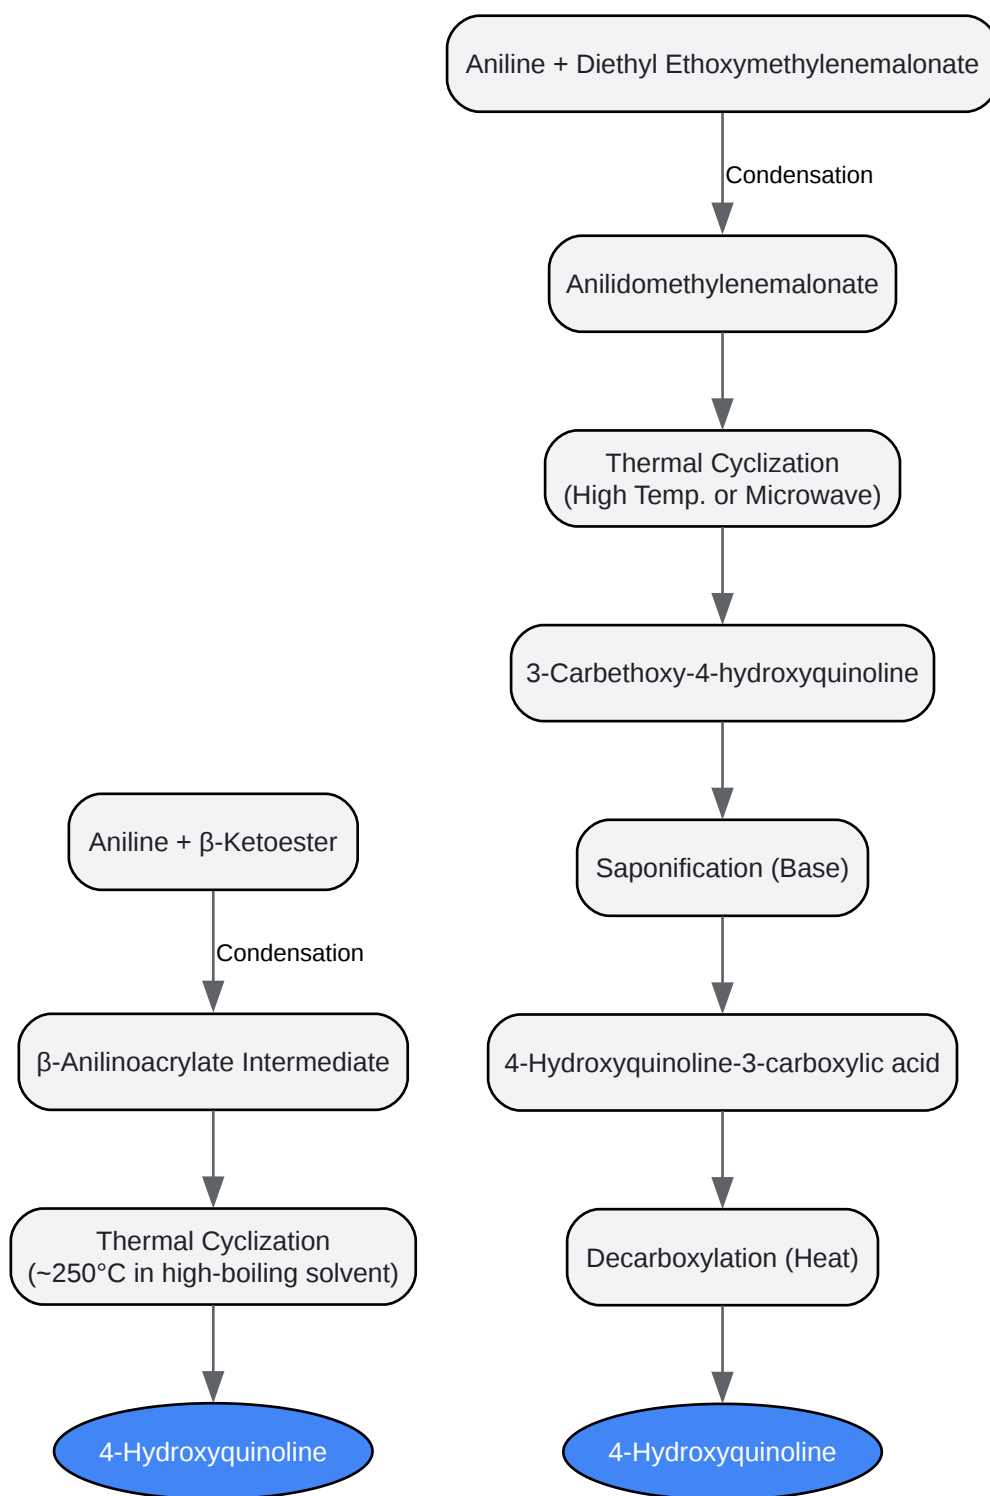 Aniline + Diethyl Ethoxymethylenemalonate
Condensation
Anilidomethylenemalonate
Thermal Cyclization
(High Temp. or Microwave)
3-Carbethoxy-4-hydroxyquinoline
Saponification (Base)
4-Hydroxyquinoline-3-carboxylic acid
Decarboxylation (Heat)
4-Hydroxyquinoline
Aniline + β-Ketoester
Condensation
β-Anilinoacrylate Intermediate
Thermal Cyclization
(~250°C in high-boiling solvent)
4-Hydroxyquinoline